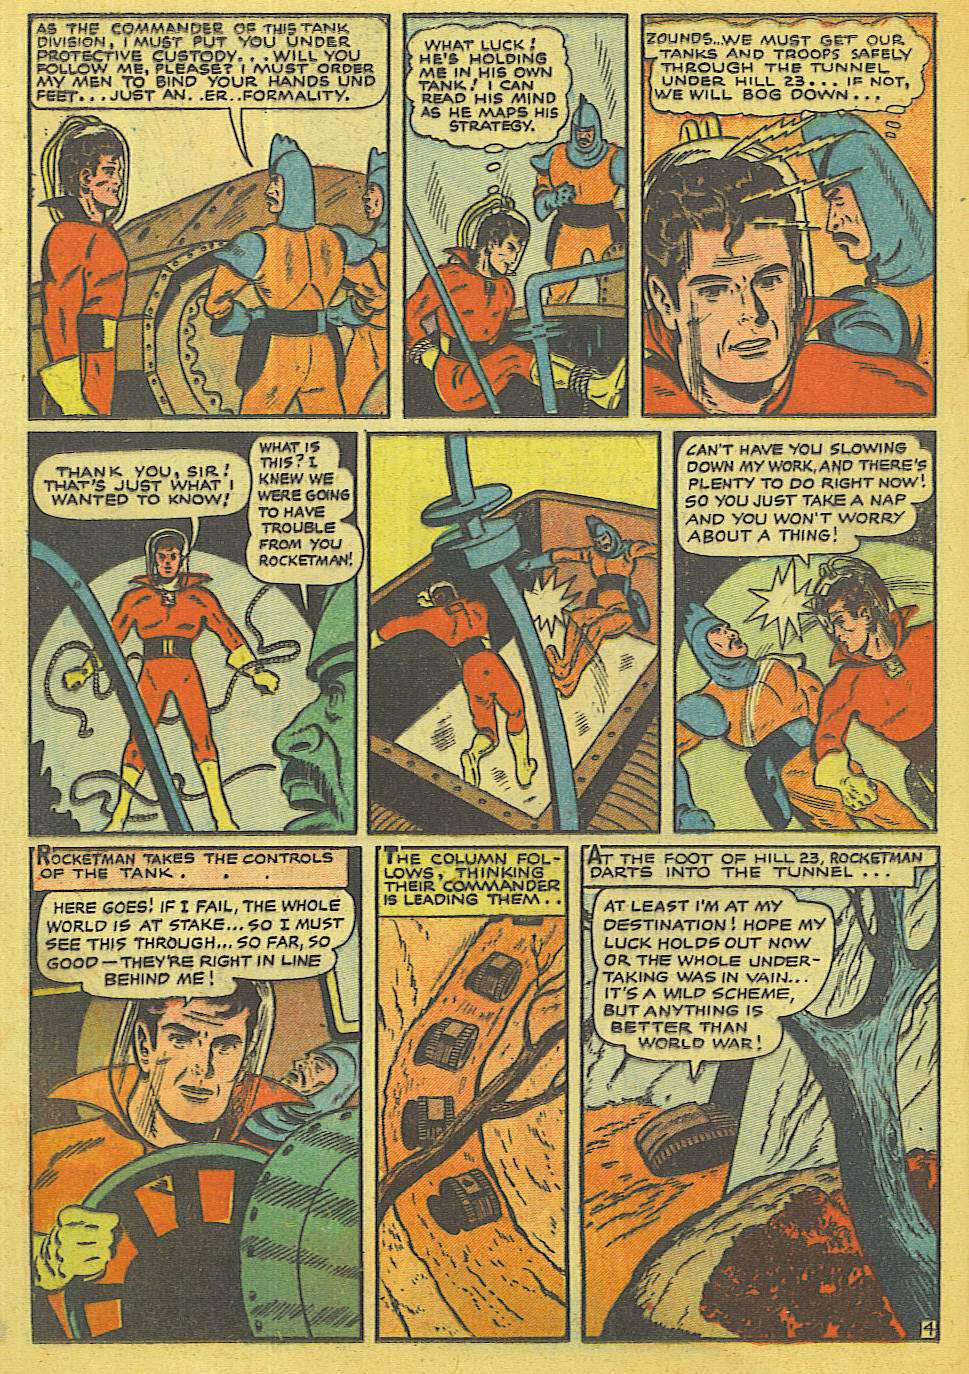 AS THE COMMANDER OF THIS TANK
DIVISION, I MUST PUT YOU UNDER
PROTECTIVE CUSTODY... WILL YOU
FOLLOW ME, PLEASE? I MUST ORDER
MY MEN TO BIND YOUR HANDS UND
FEET...JUST AN..ER..FORMALITY.
WHAT LUCK!
HE'S HOLDING
ME IN HIS OWN
TANK! I CAN
READ HIS MIND
AS HE MAPS HIS
STRATEGY.
ZOUNDS...WE MUST GET OUR
TANKS AND TROOPS SAFELY
THROUGH THE TUNNEL
UNDER HILL 23... IF NOT,
WE WILL BOG DOWN...
THANK YOU, SIR!
THAT'S JUST WHAT I
WANTED TO KNOW!
WHAT IS
THIS? I
KNEW WE
WERE GOING
TO HAVE
TROUBLE
FROM YOU
ROCKETMAN!
CAN'T HAVE YOU SLOWING
DOWN MY WORK, AND THERE'S
PLENTY TO DO RIGHT NOW!
SO YOU JUST TAKE A NAP
AND YOU WON'T WORRY
ABOUT A THING!
ROCKETMAN TAKES THE CONTROLS
OF THE TANK . . .
HERE GOES! IF I FAIL, THE WHOLE
WORLD IS AT STAKE...SO I MUST
SEE THIS THROUGH... SO FAR, SO
GOOD—THEY'RE RIGHT IN LINE
BEHIND ME!
THE COLUMN FOL-
LOWS, THINKING
THEIR COMMANDER
IS LEADING THEM..
AT THE FOOT OF HILL 23, ROCKETMAN
DARTS INTO THE TUNNEL...
AT LEAST I'M AT MY
DESTINATION! HOPE MY
LUCK HOLDS OUT NOW
OR THE WHOLE UNDER-
TAKING WAS IN VAIN...
IT'S A WILD SCHEME,
BUT ANYTHING IS
BETTER THAN
WORLD WAR!
4